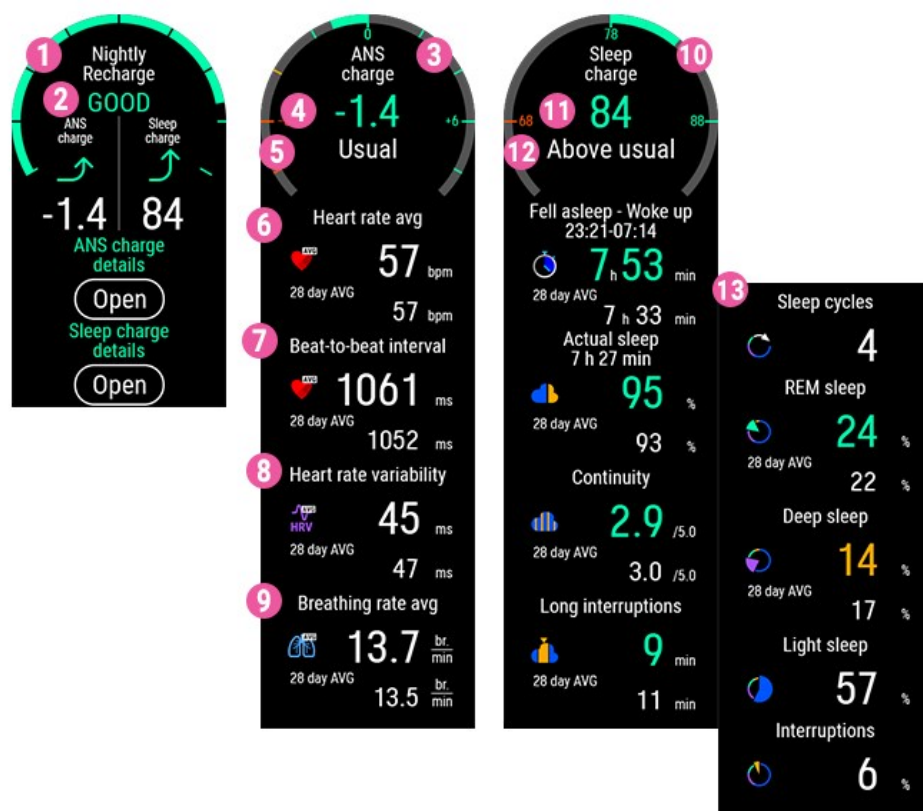 1
Nightly
Recharge
2
GOOD
ANS
charge
Sleep
charge
-1.4
84
ANS charge
details
Open
Sleep charge
details
Open
0
3
ANS
charge
4
-1.4
+6
5
Usual
6
Heart rate avg
AVG
57 bpm
28 day AVG
57 bpm
7
Beat-to-beat interval
AVG
1061 ms
28 day AVG
1052 ms
8
Heart rate variability
AVG
HRV
45 ms
28 day AVG
47 ms
9
Breathing rate avg
AVG
13.7 br./min
28 day AVG
13.5 br./min
78
10
Sleep
charge
68
11
84
88
12
Above usual
Fell asleep - Woke up
23:21-07:14
7 h 53 min
28 day AVG
7 h 33 min
Actual sleep
7 h 27 min
95 %
28 day AVG
93 %
Continuity
2.9 /5.0
28 day AVG
3.0 /5.0
Long interruptions
9 min
28 day AVG
11 min
13
Sleep cycles
4
REM sleep
24 %
28 day AVG
22 %
Deep sleep
14 %
28 day AVG
17 %
Light sleep
57 %
Interruptions
6 %